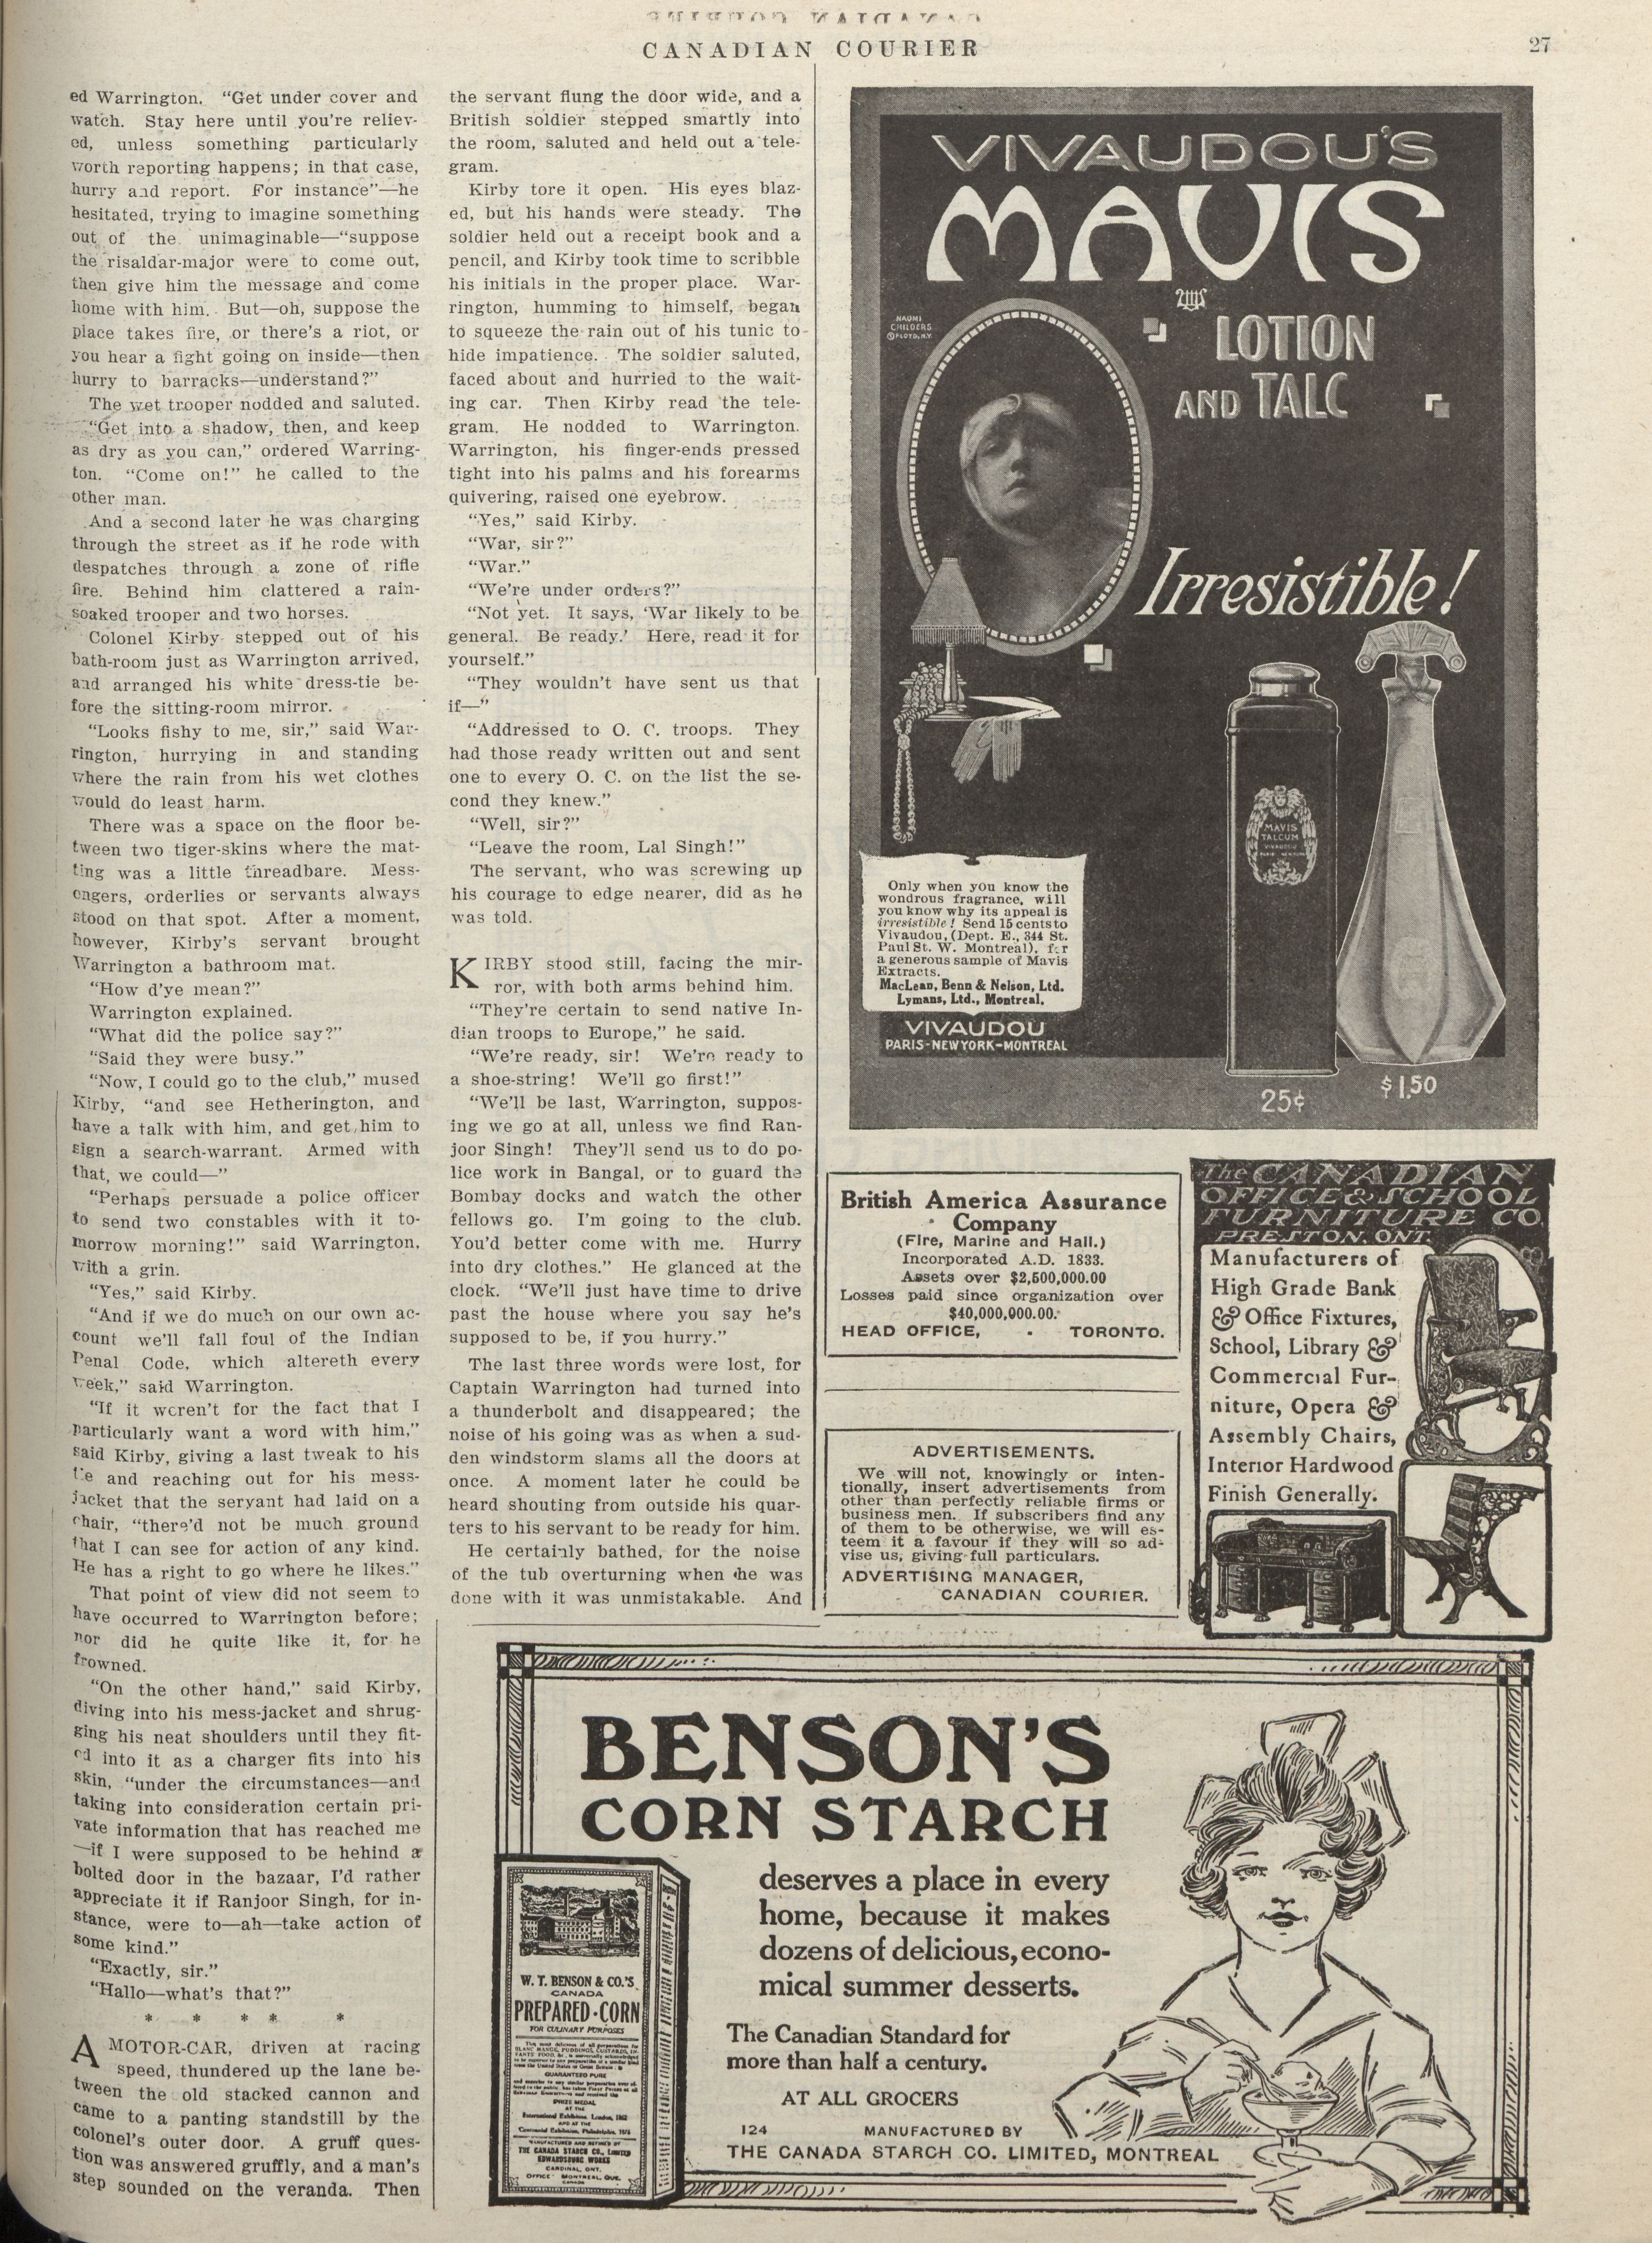 CANADIAN COURIER
27
ed Warrington. “Get under cover and
watch. Stay here until you're reliev-
ed, unless something particularly
worth reporting happens; in that case,
hurry and report. For instance”—he
hesitated, trying to imagine something
out of the unimaginable—“suppose
the risaldar-major were to come out,
then give him the message and come
home with him. But—oh, suppose the
place takes fire, or there's a riot, or
you hear a fight going on inside—then
hurry to barracks—understand?”
The wet trooper nodded and saluted.
“Get into a shadow, then, and keep
as dry as you can,” ordered Warring-
ton. “Come on!” he called to the
other man.
And a second later he was charging
through the street as if he rode with
despatches through a zone of rifle
fire. Behind him clattered a rain-
soaked trooper and two horses.
Colonel Kirby stepped out of his
bath-room just as Warrington arrived,
and arranged his white dress-tie be-
fore the sitting-room mirror.
“Looks fishy to me, sir,” said War-
rington, hurrying in and standing
where the rain from his wet clothes
would do least harm.
There was a space on the floor be-
tween two tiger-skins where the mat-
ting was a little threadbare. Mess-
engers, orderlies or servants always
stood on that spot. After a moment,
however, Kirby's servant brought
Warrington a bathroom mat.
“How d'ye mean?”
Warrington explained.
“What did the police say?”
“Said they were busy.”
“Now, I could go to the club,” mused
Kirby, “and see Hetherington, and
have a talk with him, and get him to
sign a search-warrant. Armed with
that, we could—”
“Perhaps persuade a police officer
to send two constables with it to-
morrow morning!” said Warrington,
with a grin.
“Yes,” said Kirby.
“And if we do much on our own ac-
count we'll fall foul of the Indian
Penal Code, which altereth every
week,” said Warrington.
“If it weren't for the fact that I
particularly want a word with him,”
said Kirby, giving a last tweak to his
tie and reaching out for his mess-
jacket that the servant had laid on a
chair, “there'd not be much ground
that I can see for action of any kind.
He has a right to go where he likes.”
That point of view did not seem to
have occurred to Warrington before;
nor did he quite like it, for he
frowned.
“On the other hand,” said Kirby,
diving into his mess-jacket and shrug-
ging his neat shoulders until they fit-
ed into it as a charger fits into his
skin, “under the circumstances—and
taking into consideration certain pri-
vate information that has reached me
—if I were supposed to be hehind a
bolted door in the bazaar, I'd rather
appreciate it if Ranjoor Singh, for in-
stance, were to—ah—take action of
some kind.”
“Exactly, sir.”
“Hallo—what's that?”
* * * * *
A MOTOR-CAR, driven at racing
speed, thundered up the lane be-
tween the old stacked cannon and
came to a panting standstill by the
colonel's outer door. A gruff ques-
tion was answered gruffly, and a man's
step sounded on the veranda. Then
the servant flung the door wide, and a
British soldier stepped smartly into
the room, saluted and held out a tele-
gram.
Kirby tore it open. His eyes blaz-
ed, but his hands were steady. The
soldier held out a receipt book and a
pencil, and Kirby took time to scribble
his initials in the proper place. War-
rington, humming to himself, began
to squeeze the rain out of his tunic to
hide impatience. The soldier saluted,
faced about and hurried to the wait-
ing car. Then Kirby read the tele-
gram. He nodded to Warrington.
Warrington, his finger-ends pressed
tight into his palms and his forearms
quivering, raised one eyebrow.
“Yes,” said Kirby.
“War, sir?”
“War.”
“We're under orders?”
“Not yet. It says, ‘War likely to be
general. Be ready.’ Here, read it for
yourself.”
“They wouldn't have sent us that
if—”
“Addressed to O. C. troops. They
had those ready written out and sent
one to every O. C. on the list the se-
cond they knew.”
“Well, sir?”
“Leave the room, Lal Singh!”
The servant, who was screwing up
his courage to edge nearer, did as he
was told.
KIRBY stood still, facing the mir-
ror, with both arms behind him.
“They're certain to send native In-
dian troops to Europe,” he said.
“We're ready, sir! We're ready to
a shoe-string! We'll go first!”
“We'll be last, Warrington, suppos-
ing we go at all, unless we find Ran-
joor Singh! They'll send us to do po-
lice work in Bangal, or to guard the
Bombay docks and watch the other
fellows go. I'm going to the club.
You'd better come with me. Hurry
into dry clothes.” He glanced at the
clock. “We'll just have time to drive
past the house where you say he's
supposed to be, if you hurry.”
The last three words were lost, for
Captain Warrington had turned into
a thunderbolt and disappeared; the
noise of his going was as when a sud-
den windstorm slams all the doors at
once. A moment later he could be
heard shouting from outside his quar-
ters to his servant to be ready for him.
He certainly bathed, for the noise
of the tub overturning when he was
done with it was unmistakable. And
VIVAUDOU'S
MAVIS
NAOMI
CHILDERS
©FLOYD, N.Y.
LOTION
AND TALC
Irresistible!
MAVIS
TALCUM
VIVAUDOU
Only when you know the
wondrous fragrance, will
you know why its appeal is
irresistible! Send 15 cents to
Vivaudou, (Dept. E., 344 St.
Paul St. W. Montreal), for
a generous sample of Mavis
Extracts.
MacLean, Benn & Nelson, Ltd.
Lymans, Ltd., Montreal.
VIVAUDOU
PARIS-NEW YORK-MONTREAL
25¢
$1.50
British America Assurance
Company
(Fire, Marine and Hail.)
Incorporated A.D. 1833.
Assets over $2,500,000.00
Losses paid since organization over
$40,000,000.00.
HEAD OFFICE, - TORONTO.
ADVERTISEMENTS.
We will not, knowingly or inten-
tionally, insert advertisements from
other than perfectly reliable firms or
business men. If subscribers find any
of them to be otherwise, we will es-
teem it a favour if they will so ad-
vise us, giving full particulars.
ADVERTISING MANAGER,
CANADIAN COURIER.
The CANADIAN
OFFICE & SCHOOL
FURNITURE CO.
PRESTON, ONT.
Manufacturers of
High Grade Bank
& Office Fixtures,
School, Library &
Commercial Fur-
niture, Opera &
Assembly Chairs,
Interior Hardwood
Finish Generally.
BENSON'S
CORN STARCH
deserves a place in every
home, because it makes
dozens of delicious, econo-
mical summer desserts.
The Canadian Standard for
more than half a century.
AT ALL GROCERS
124 MANUFACTURED BY
THE CANADA STARCH CO. LIMITED, MONTREAL
W. T. BENSON & CO.'S
CANADA
PREPARED·CORN
FOR CULINARY PURPOSES
GUARANTEED PURE
PRIZE MEDAL
AT THE
International Exhibition, London, 1862
AND AT THE
Centennial Exhibition, Philadelphia, 1876
MANUFACTURED AND REFINED BY
THE CANADA STARCH CO., LIMITED
EDWARDSBURG WORKS
CARDINAL, ONT.
OFFICE MONTREAL, QUE.
CANADA